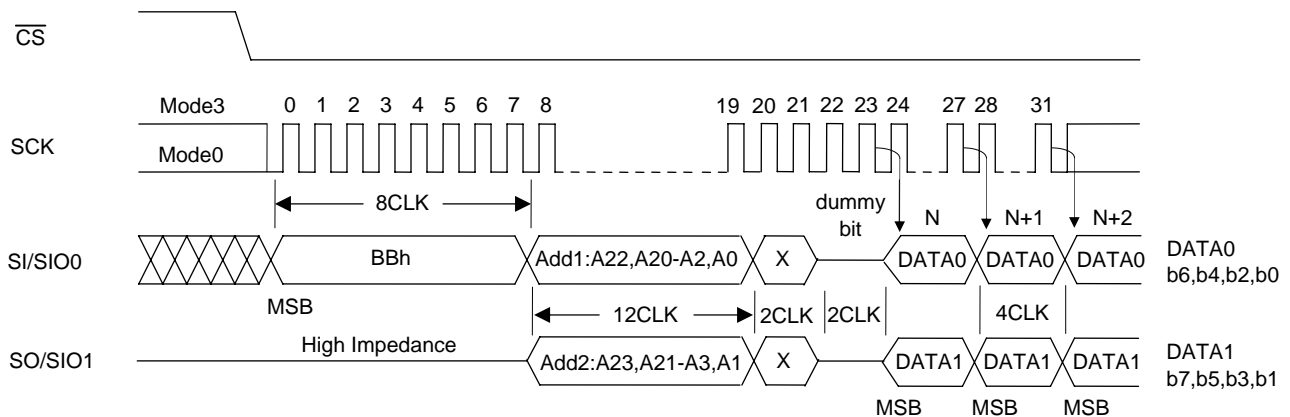 CS
Mode3 0 1 2 3 4 5 6 7 8 19 20 21 22 23 24 27 28 31
SCK
Mode0
8CLK
dummy
bit
N N+1 N+2
SI/SIO0 BBh Add1:A22,A20-A2,A0 X DATA0 DATA0 DATA0
DATA0
b6,b4,b2,b0
MSB
12CLK 2CLK 2CLK 4CLK
High Impedance
SO/SIO1 Add2:A23,A21-A3,A1 X DATA1 DATA1 DATA1
DATA1
b7,b5,b3,b1
MSB MSB MSB